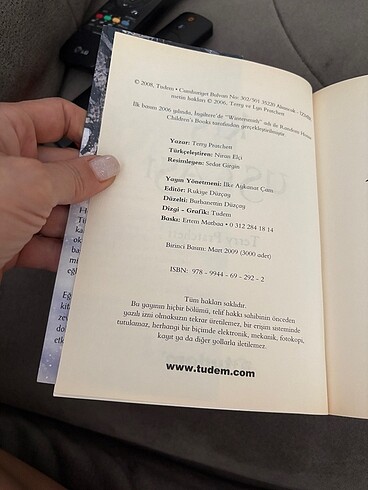 © 2008, Tudem • Cumhuriyet Bulvarı No: 302/501 35220 Alsancak - İZMİR
metin hakları © 2006, Terry ve Lyn Pratchett
İlk basım 2006 yılında, İngiltere'de "Wintersmith" adı ile Random House
Children's Books tarafından gerçekleştirilmiştir.
Yazar: Terry Pratchett
Türkçeleştiren: Niran Elçi
Resimleyen: Sedat Girgin
Yayın Yönetmeni: İlke Aykanat Çam
Editör: Rukiye Düzçay
Düzelti: Burhanettin Düzçay
Dizgi - Grafik: Tudem
Baskı: Ertem Matbaa • 0 312 284 18 14
Birinci Basım: Mart 2009 (3000 adet)
ISBN: 978 - 9944 - 69 - 292 - 2
Tüm hakları saklıdır.
Bu yayının hiçbir bölümü, telif hakkı sahibinin önceden
yazılı izni olmaksızın tekrar üretilemez, bir erişim sisteminde
tutulamaz, herhangi bir biçimde elektronik, mekanik, fotokopi,
kayıt ya da diğer yollarla iletilemez.
www.tudem.com